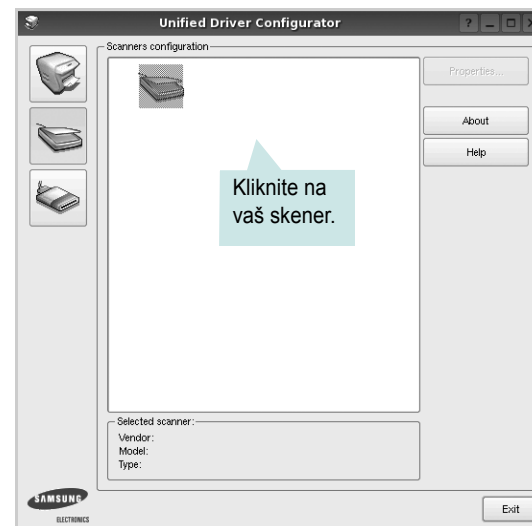 Unified Driver Configurator
Scanners configuration
Properties...
About
Help
Kliknite na
vaš skener.
Selected scanner:
Vendor:
Model:
Type:
SAMSUNG
ELECTRONICS
Exit